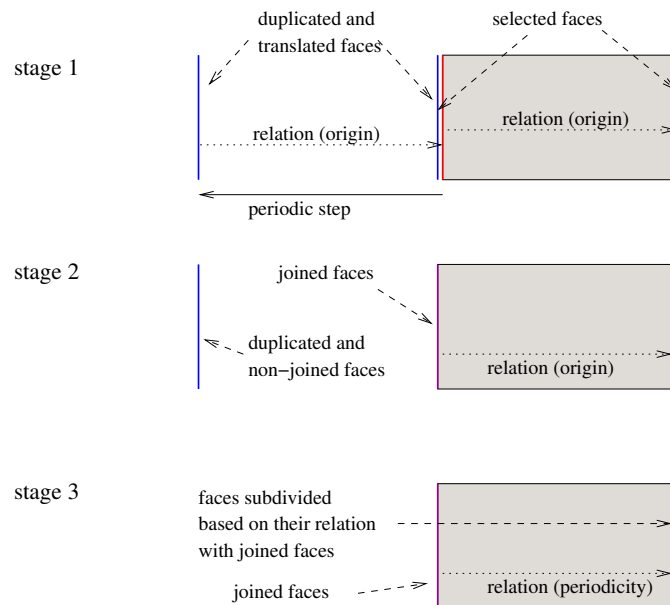 duplicated and
translated faces
selected faces
stage 1
relation (origin)
relation (origin)
periodic step
stage 2
joined faces
duplicated and
non−joined faces
relation (origin)
stage 3
faces subdivided
based on their relation
with joined faces
joined faces
relation (periodicity)